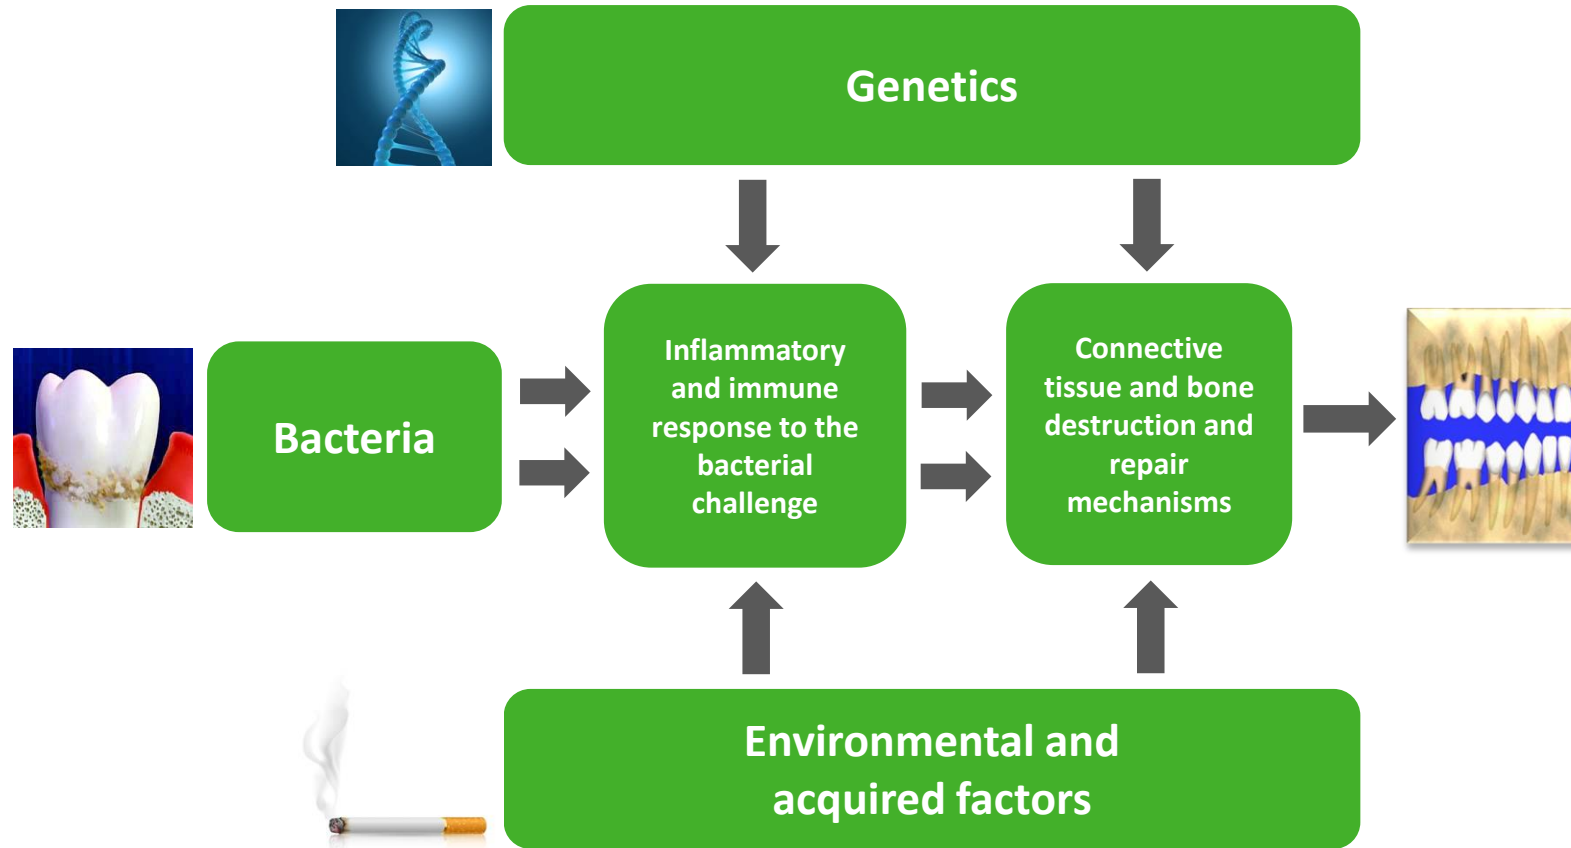 Genetics
Bacteria
Inflammatory
and immune
response to the
bacterial
challenge
Connective
tissue and bone
destruction and
repair
mechanisms
Environmental and
acquired factors